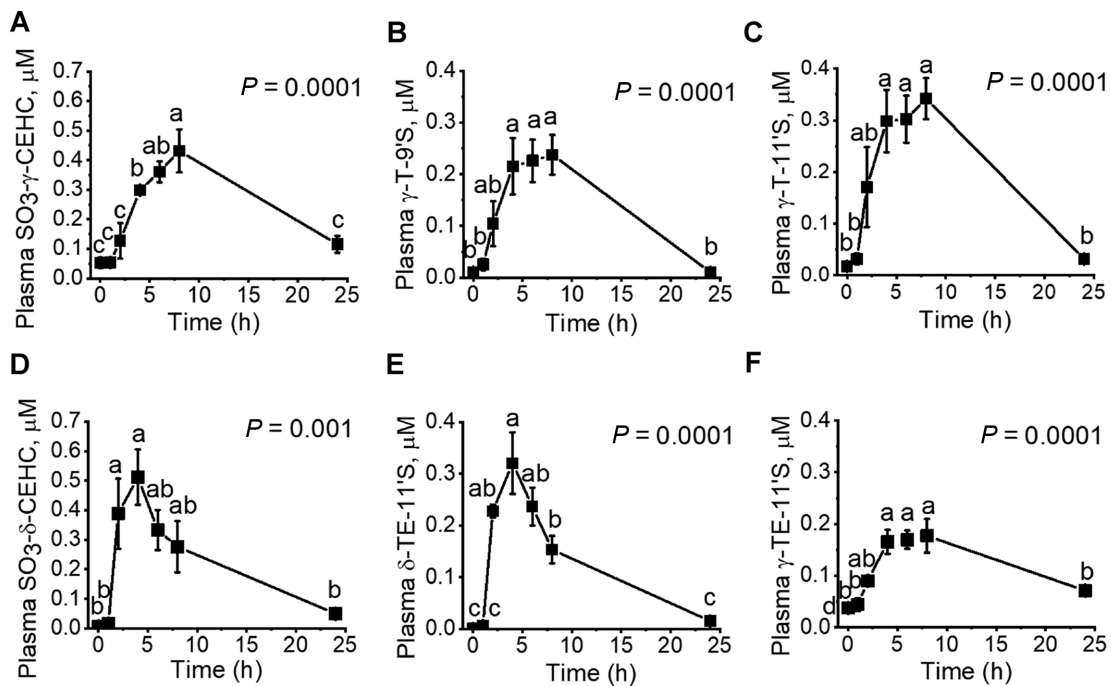 A
Plasma SO3-γ-CEHC, μM
P = 0.0001
0.7
0.6
0.5
0.4
0.3
0.2
0.1
0.0
c c c b ab a c
0 5 10 15 20 25
Time (h)
B
Plasma γ-T-9'S, μM
P = 0.0001
0.4
0.3
0.2
0.1
0.0
b b ab a a a b
0 5 10 15 20 25
Time (h)
C
Plasma γ-T-11'S, μM
P = 0.0001
0.4
0.3
0.2
0.1
0.0
b b ab a a a b
0 5 10 15 20 25
Time (h)
D
Plasma SO3-δ-CEHC, μM
P = 0.001
0.7
0.6
0.5
0.4
0.3
0.2
0.1
0.0
b b a a ab ab b
0 5 10 15 20 25
Time (h)
E
Plasma δ-TE-11'S, μM
P = 0.0001
0.4
0.3
0.2
0.1
0.0
c c ab a ab b c
0 5 10 15 20 25
Time (h)
F
Plasma γ-TE-11'S, μM
P = 0.0001
0.4
0.3
0.2
0.1
0.0
d b b ab a a a b
0 5 10 15 20 25
Time (h)